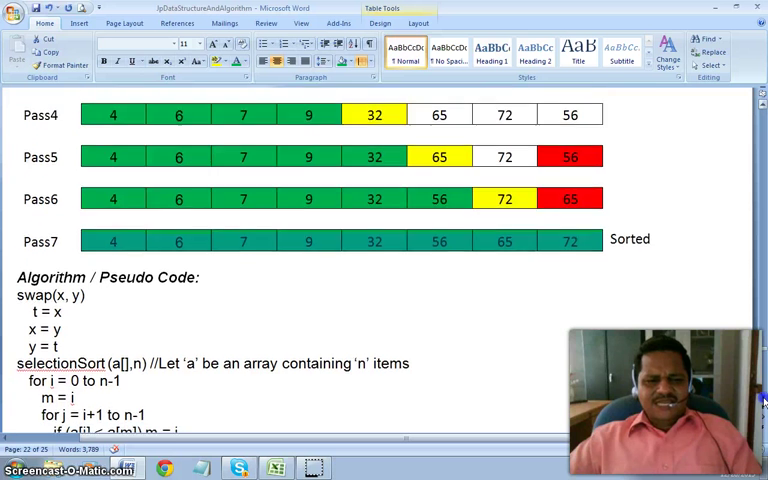 JpDataStructureAndAlgorithm - Microsoft Word
Table Tools
Home Insert Page Layout References Mailings Review View Add-Ins Design Layout
Cut
Copy
Format Painter
Paste
Clipboard
11
Font
Paragraph
AaBbCcDc AaBbCcDc AaBbC AaBbCc AaB AaBbCc.
¶ Normal ¶ No Spaci... Heading 1 Heading 2 Title Subtitle
Change Styles
Styles
Find
Replace
Select
Editing
Pass4 4 6 7 9 32 65 72 56
Pass5 4 6 7 9 32 65 72 56
Pass6 4 6 7 9 32 56 72 65
Pass7 4 6 7 9 32 56 65 72 Sorted
Algorithm / Pseudo Code:
swap(x, y)
t = x
x = y
y = t
selectionSort (a[],n) //Let ‘a’ be an array containing ‘n’ items
for i = 0 to n-1
m = i
for j = i+1 to n-1
if (a[j] < a[m]) m = j
Page: 22 of 25 Words: 3,789
Screencast-O-Matic.com